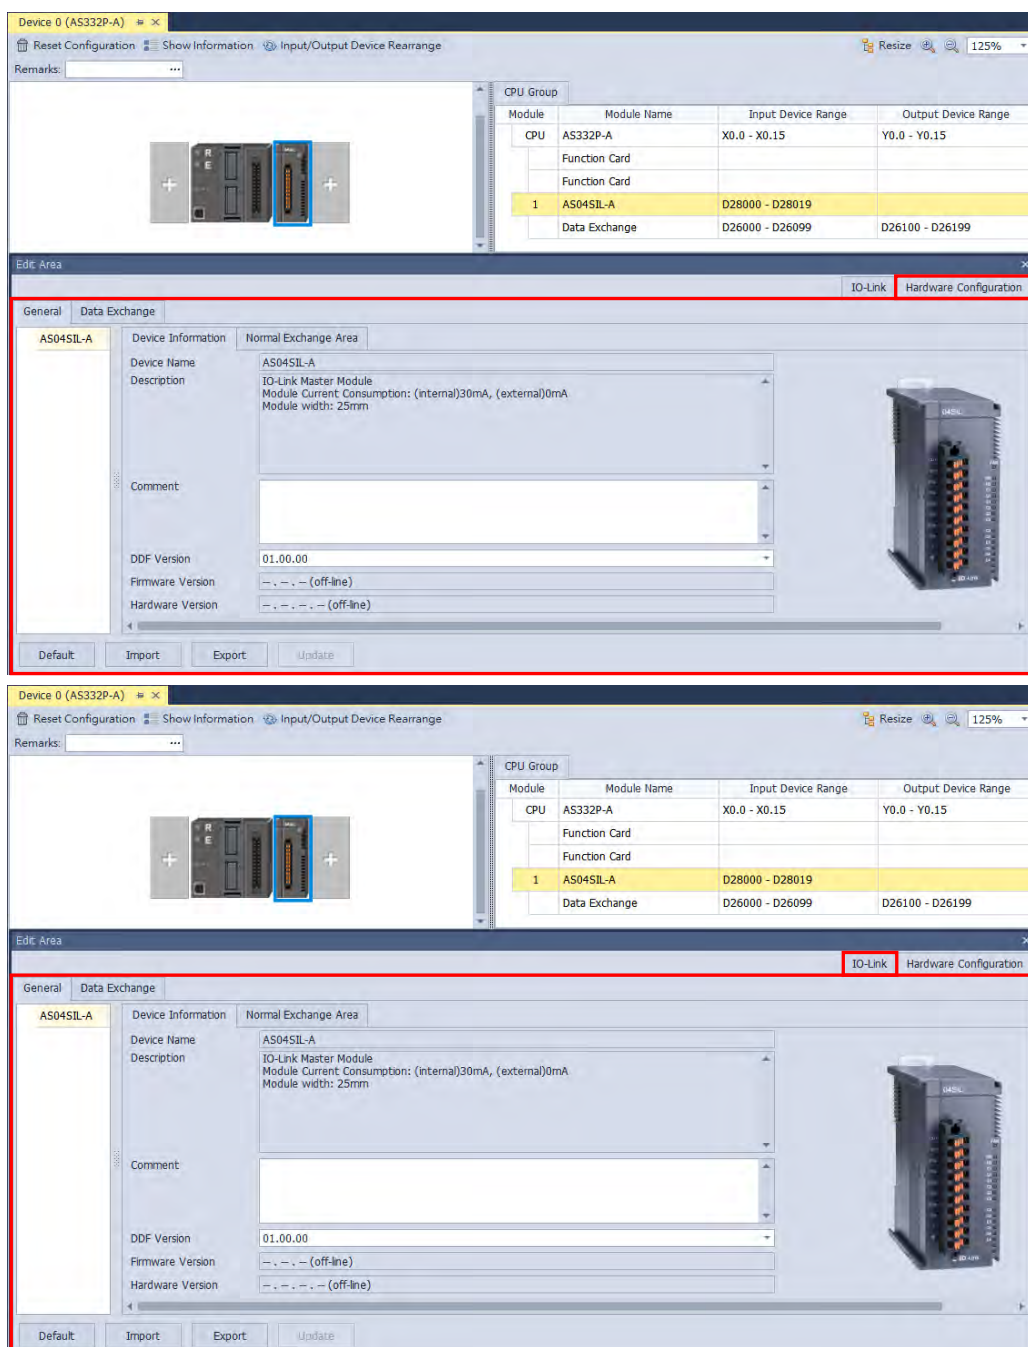 Device 0 (AS332P-A)
Reset Configuration Show Information Input/Output Device Rearrange Resize 125%
Remarks: ...
CPU Group
Module Module Name Input Device Range Output Device Range
CPU AS332P-A X0.0 - X0.15 Y0.0 - Y0.15
Function Card
Function Card
1 AS04SIL-A D28000 - D28019
Data Exchange D26000 - D26099 D26100 - D26199
R
E
Edit Area
IO-Link Hardware Configuration
General Data Exchange
AS04SIL-A Device Information Normal Exchange Area
Device Name AS04SIL-A
Description IO-Link Master Module
Module Current Consumption: (internal)30mA, (external)0mA
Module width: 25mm
04SIL
Comment
DDF Version 01.00.00
Firmware Version --.--.-- (off-line)
Hardware Version --.--.--.-- (off-line)
Default Import Export Update
Device 0 (AS332P-A)
Reset Configuration Show Information Input/Output Device Rearrange Resize 125%
Remarks: ...
CPU Group
Module Module Name Input Device Range Output Device Range
CPU AS332P-A X0.0 - X0.15 Y0.0 - Y0.15
Function Card
Function Card
1 AS04SIL-A D28000 - D28019
Data Exchange D26000 - D26099 D26100 - D26199
R
E
Edit Area
IO-Link Hardware Configuration
General Data Exchange
AS04SIL-A Device Information Normal Exchange Area
Device Name AS04SIL-A
Description IO-Link Master Module
Module Current Consumption: (internal)30mA, (external)0mA
Module width: 25mm
04SIL
Comment
DDF Version 01.00.00
Firmware Version --.--.-- (off-line)
Hardware Version --.--.--.-- (off-line)
Default Import Export Update